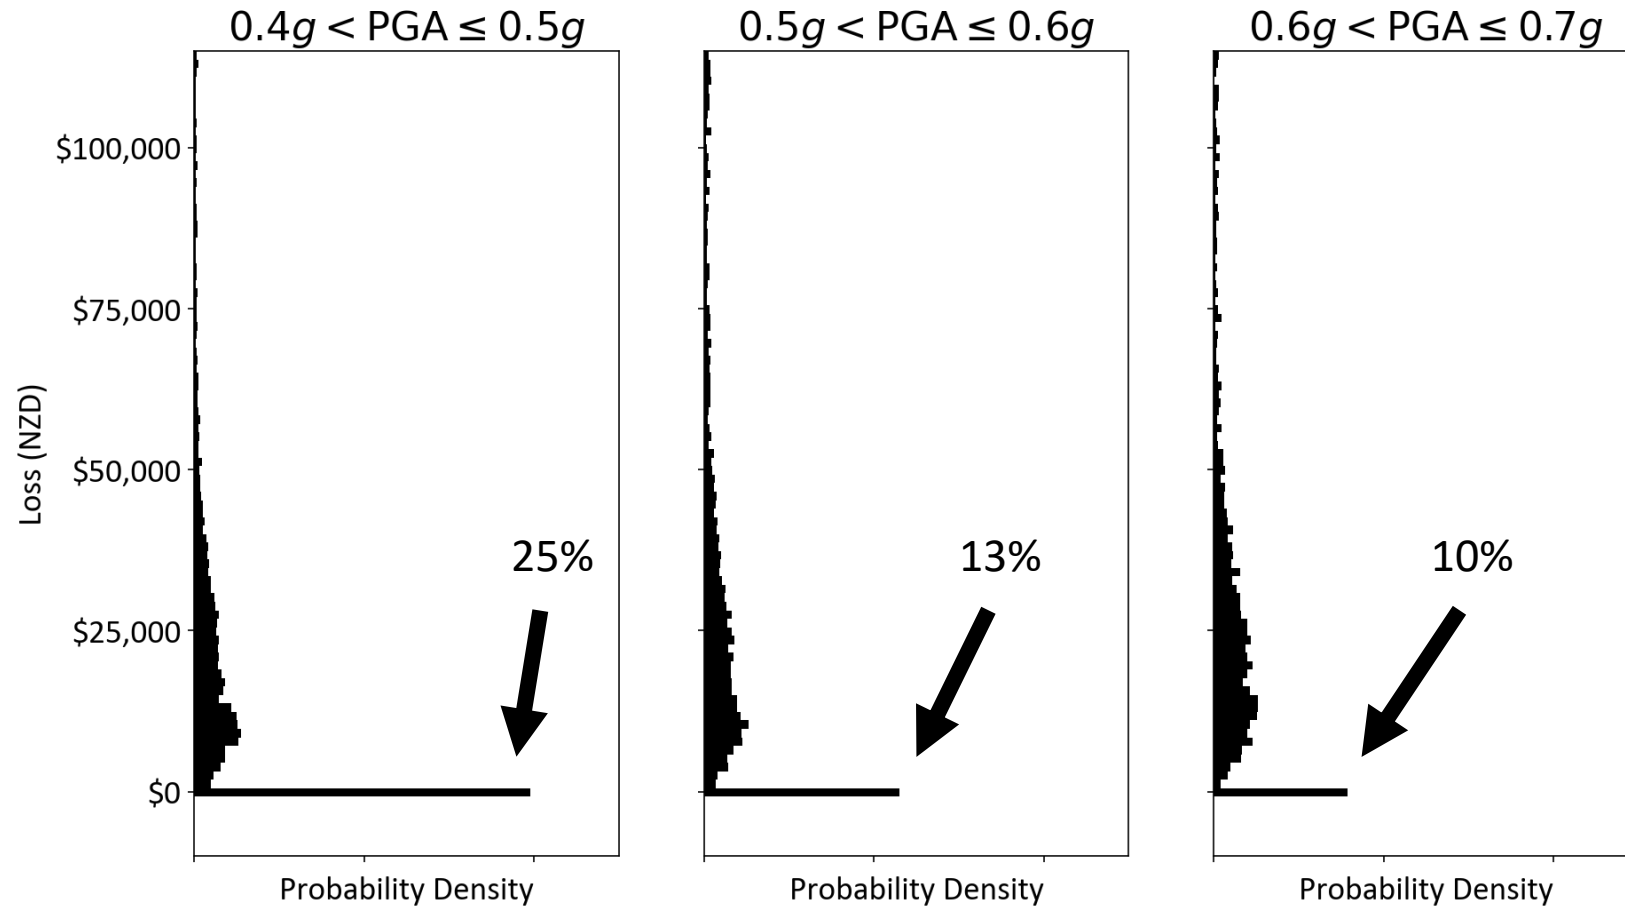 0.4g < PGA ≤ 0.5g
0.5g < PGA ≤ 0.6g
0.6g < PGA ≤ 0.7g
$100,000
$75,000
$50,000
$25,000
$0
Loss (NZD)
25%
13%
10%
Probability Density
Probability Density
Probability Density